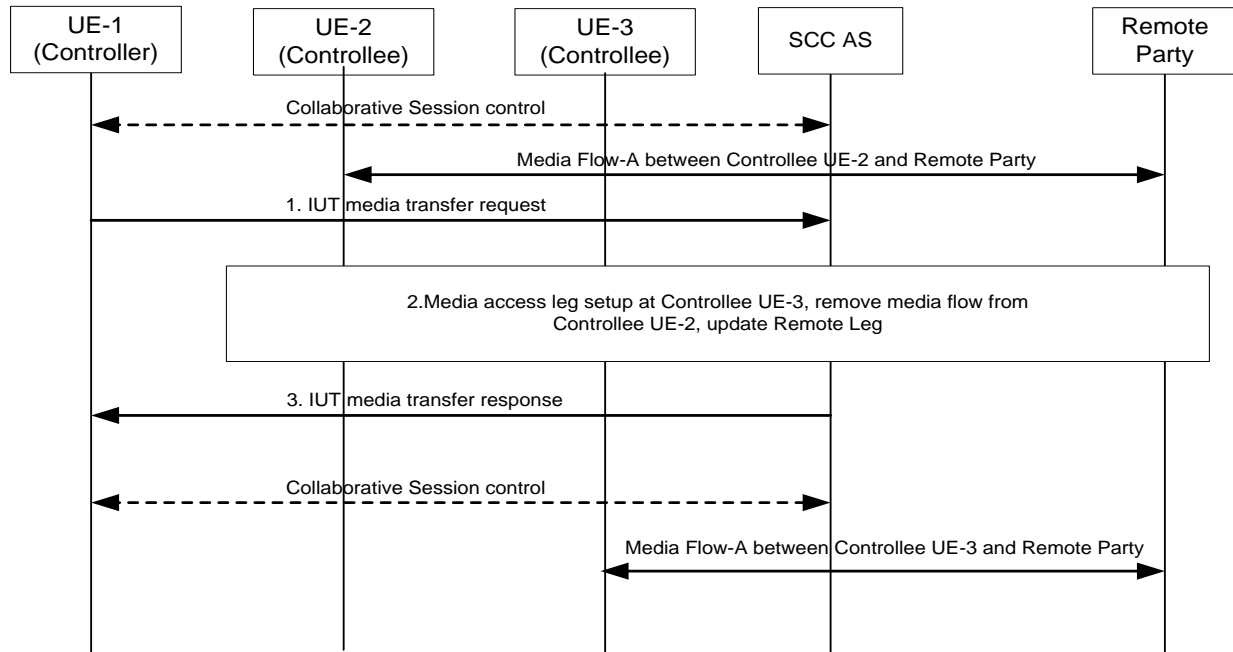 UE-1
(Controller)
UE-2
(Controllee)
UE-3
(Controllee)
SCC AS
Remote
Party
Collaborative Session control
Media Flow-A between Controllee UE-2 and Remote Party
1. IUT media transfer request
2.Media access leg setup at Controllee UE-3, remove media flow from
Controllee UE-2, update Remote Leg
3. IUT media transfer response
Collaborative Session control
Media Flow-A between Controllee UE-3 and Remote Party